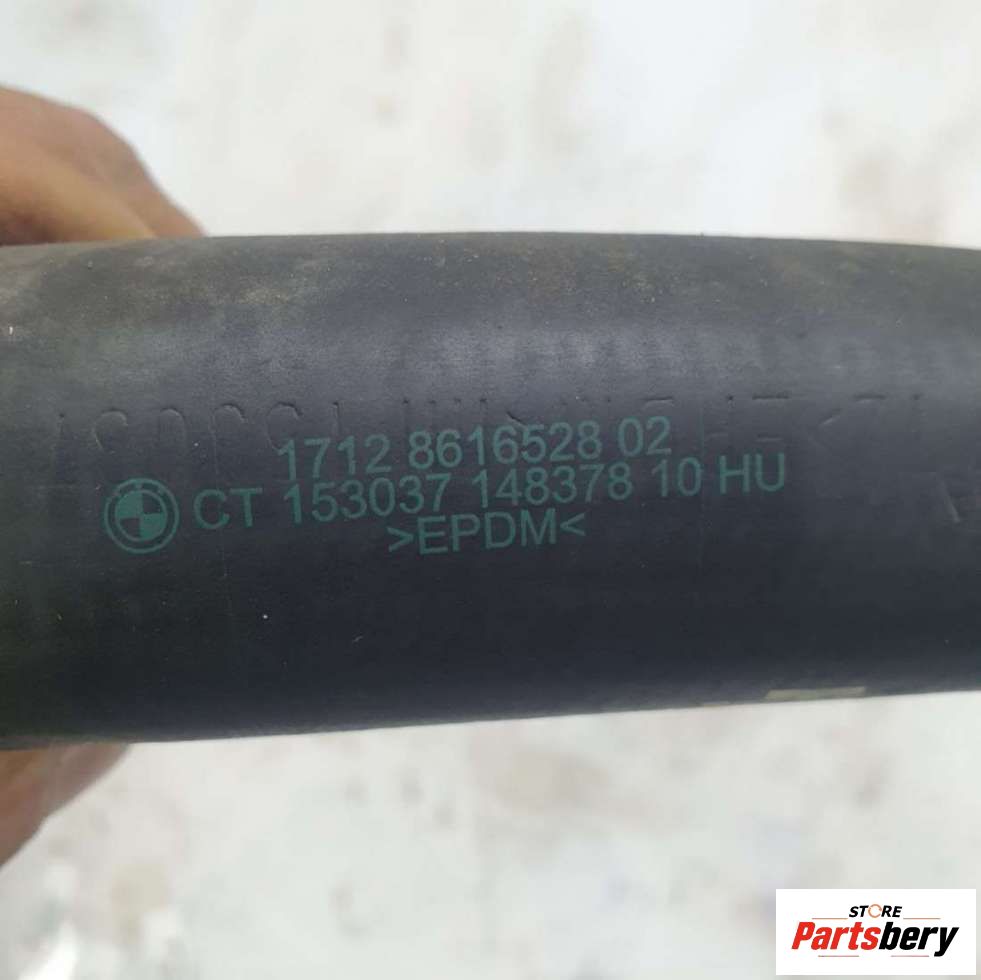 1712 8616528 02
CT 153037 148378 10 HU
>EPDM<
STORE
Partsbery